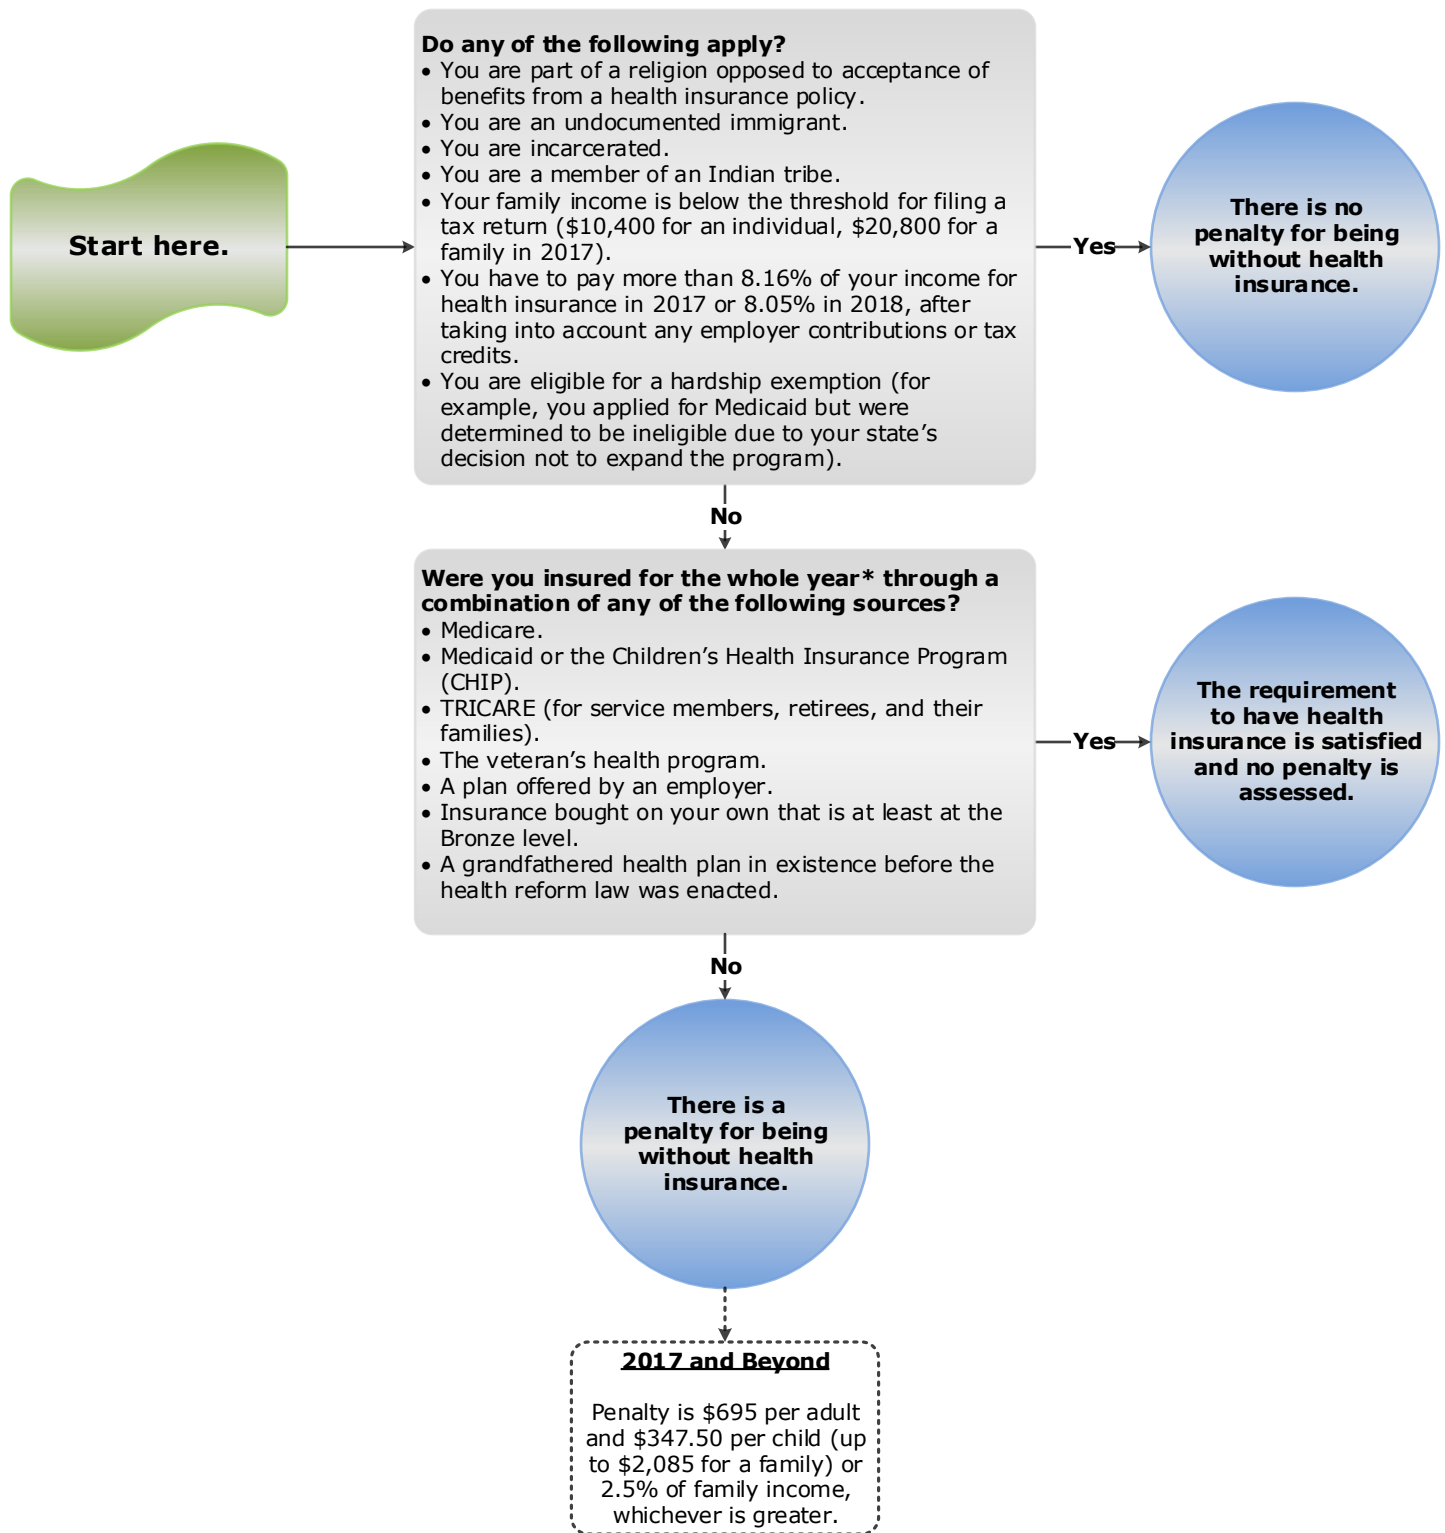 Start here.
Do any of the following apply?
• You are part of a religion opposed to acceptance of
benefits from a health insurance policy.
• You are an undocumented immigrant.
• You are incarcerated.
• You are a member of an Indian tribe.
• Your family income is below the threshold for filing a
tax return ($10,400 for an individual, $20,800 for a
family in 2017).
• You have to pay more than 8.16% of your income for
health insurance in 2017 or 8.05% in 2018, after
taking into account any employer contributions or tax
credits.
• You are eligible for a hardship exemption (for
example, you applied for Medicaid but were
determined to be ineligible due to your state’s
decision not to expand the program).
Yes
There is no
penalty for being
without health
insurance.
No
Were you insured for the whole year* through a
combination of any of the following sources?
• Medicare.
• Medicaid or the Children’s Health Insurance Program
(CHIP).
• TRICARE (for service members, retirees, and their
families).
• The veteran’s health program.
• A plan offered by an employer.
• Insurance bought on your own that is at least at the
Bronze level.
• A grandfathered health plan in existence before the
health reform law was enacted.
Yes
The requirement
to have health
insurance is satisfied
and no penalty is
assessed.
No
There is a
penalty for being
without health
insurance.
2017 and Beyond
Penalty is $695 per adult
and $347.50 per child (up
to $2,085 for a family) or
2.5% of family income,
whichever is greater.